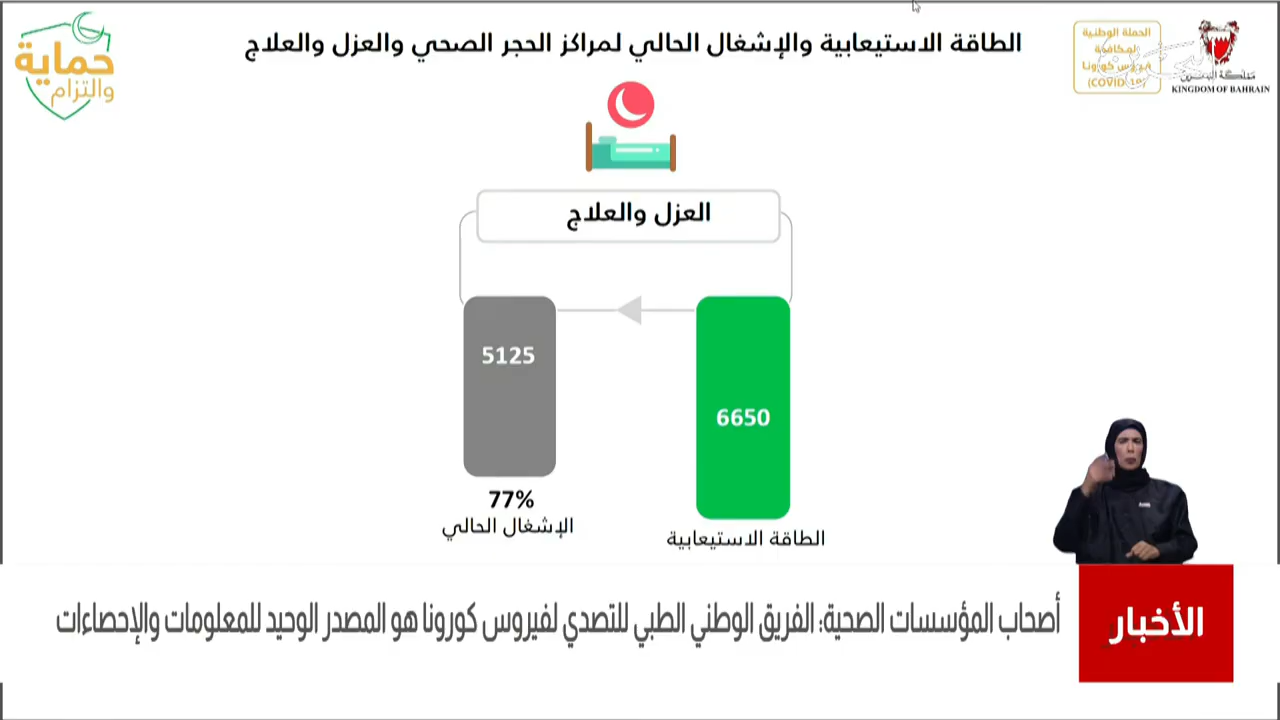 الحملة الوطنية
لمكافحة
فيروس كورونا
(COVID-19)
مملكة البحرين
KINGDOM OF BAHRAIN
الطاقة الاستيعابية والإشغال الحالي لمراكز الحجر الصحي والعزل والعلاج
حماية
والتزام
العزل والعلاج
6650
5125
77%
الطاقة الاستيعابية
الإشغال الحالي
الأخبار
أصحاب المؤسسات الصحية: الفريق الوطني الطبي للتصدي لفيروس كورونا هو المصدر الوحيد للمعلومات والإحصاءات